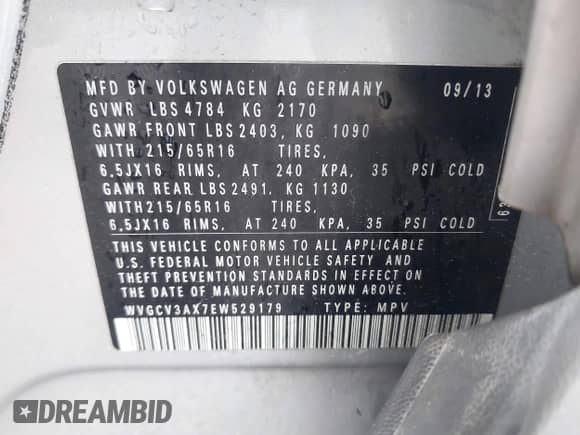 MFD BY VOLKSWAGEN AG GERMANY 09/13
GVWR LBS 4784 KG 2170
GAWR FRONT LBS 2403, KG 1090
WITH 215/65R16 TIRES,
6,5JX16 RIMS, AT 240 KPA, 35 PSI COLD
GAWR REAR LBS 2491, KG 1130
WITH 215/65R16 TIRES,
6,5JX16 RIMS, AT 240 KPA, 35 PSI COLD
THIS VEHICLE CONFORMS TO ALL APPLICABLE
U.S. FEDERAL MOTOR VEHICLE SAFETY AND
THEFT PREVENTION STANDARDS IN EFFECT ON
THE DATE OF MANUFACTURE SHOWN ABOVE.
WVGCV3AX7EW529179 TYPE: MPV
DREAMBID